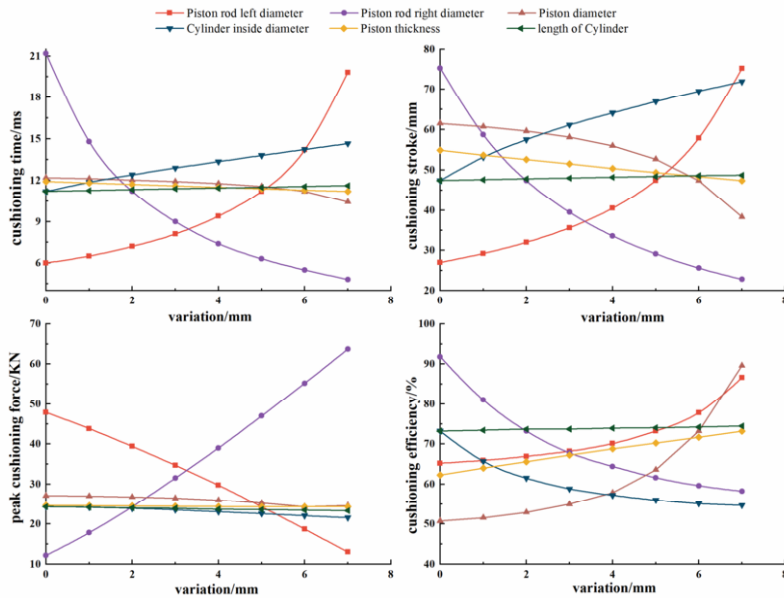 Piston rod left diameter Piston rod right diameter Piston diameter
Cylinder inside diameter Piston thickness length of Cylinder
21
18
15
12
9
6
cushioning time/ms
0 2 4 6 8
variation/mm
80
70
60
50
40
30
20
cushioning stroke/mm
0 2 4 6 8
variation/mm
70
60
50
40
30
20
10
peak cushioning force/KN
0 2 4 6 8
variation/mm
100
90
80
70
60
50
40
cushioning efficiency/%
0 2 4 6 8
variation/mm